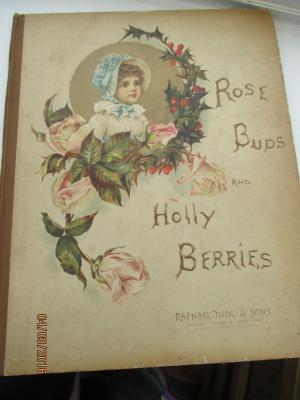 Rose
Buds
AND
Holly
Berries
RAPHAEL TUCK & SONS